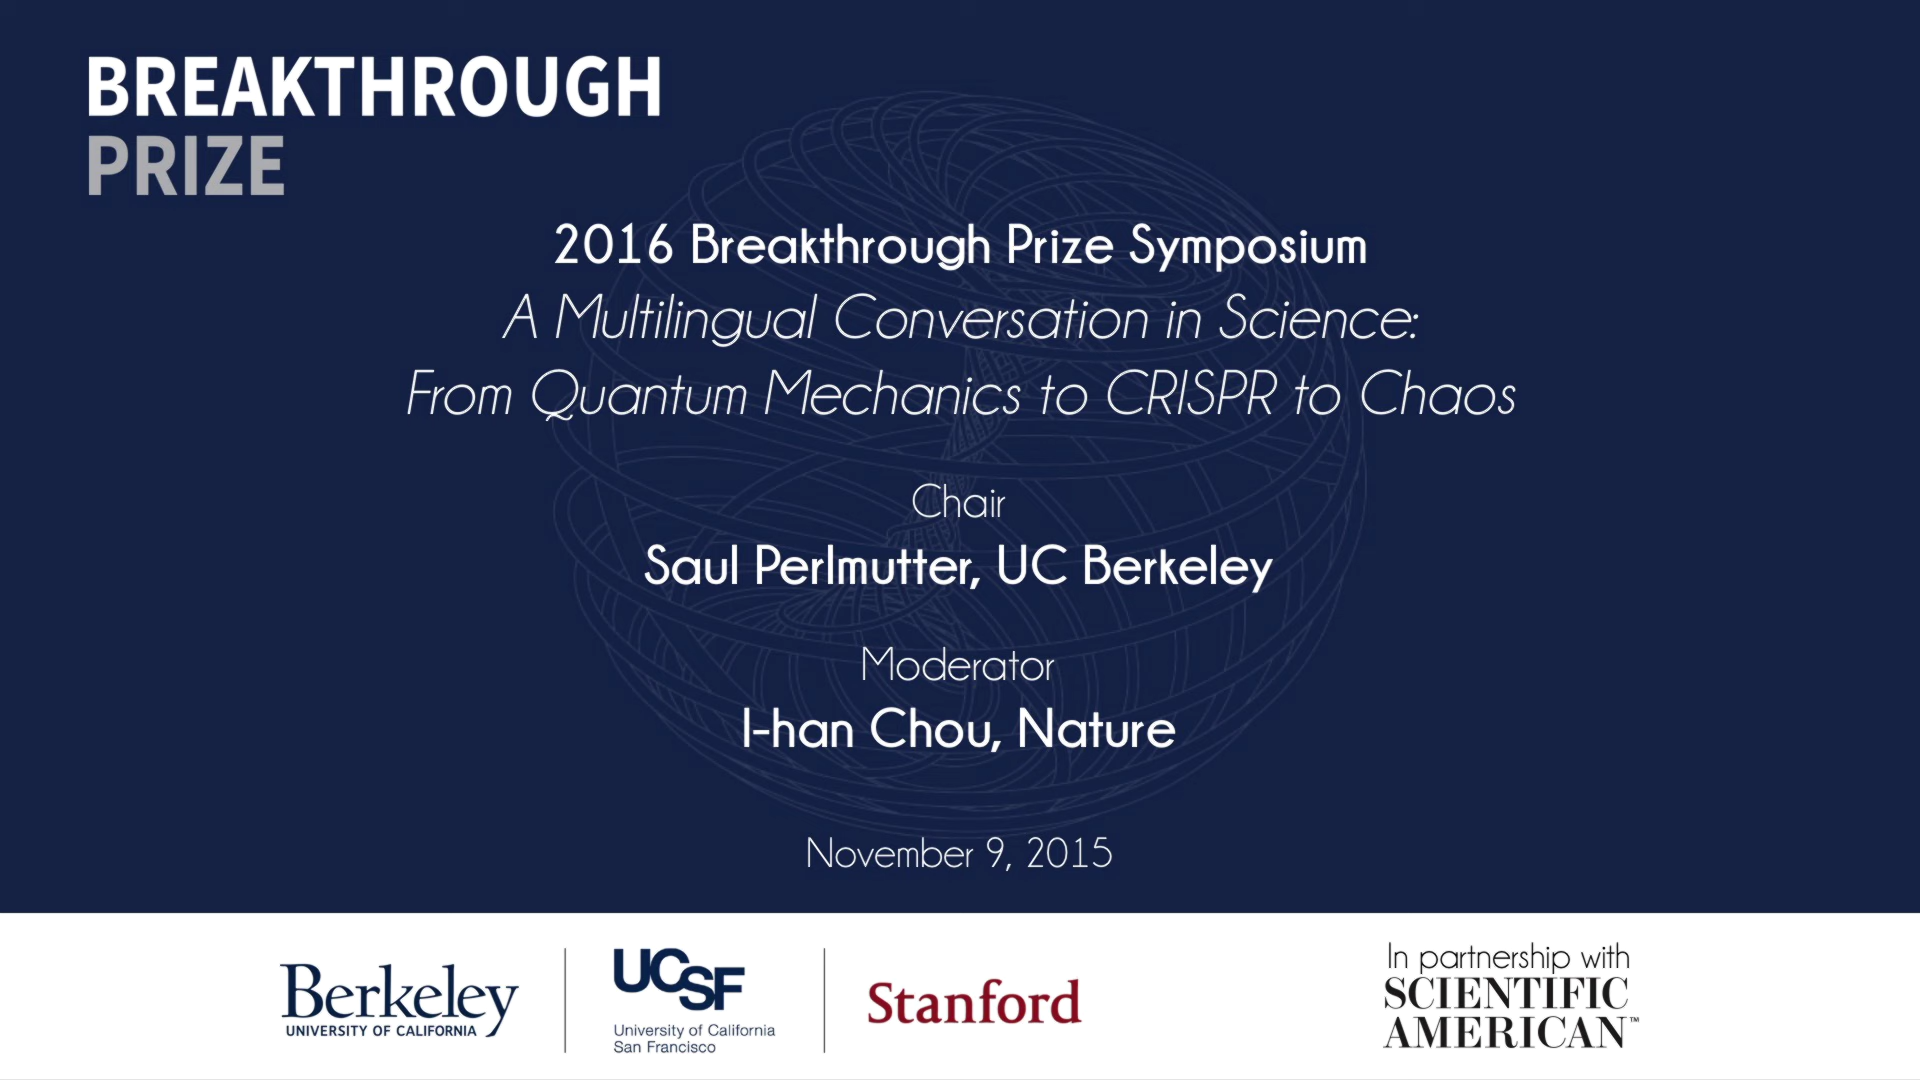 BREAKTHROUGH
PRIZE
2016 Breakthrough Prize Symposium
A Multilingual Conversation in Science:
From Quantum Mechanics to CRISPR to Chaos
Chair
Saul Perlmutter, UC Berkeley
Moderator
I-han Chou, Nature
November 9, 2015
Berkeley
UNIVERSITY OF CALIFORNIA
UCSF
University of California
San Francisco
Stanford
In partnership with
SCIENTIFIC
AMERICAN™